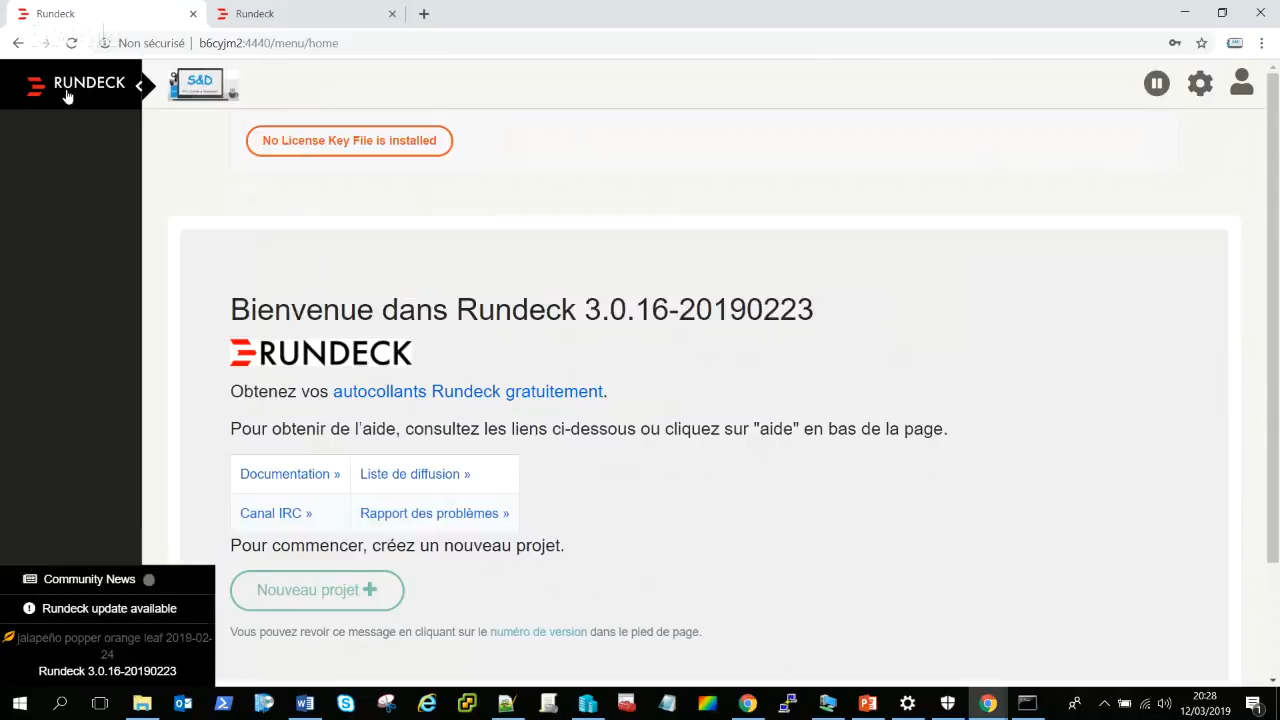 Rundeck
Rundeck
Non sécurisé
b6cyjm2:4440/menu/home
RUNDECK
S&D
No License Key File is installed
Bienvenue dans Rundeck 3.0.16-20190223
RUNDECK
Obtenez vos autocollants Rundeck gratuitement.
Pour obtenir de l'aide, consultez les liens ci-dessous ou cliquez sur "aide" en bas de la page.
Documentation » Liste de diffusion »
Canal IRC » Rapport des problèmes »
Pour commencer, créez un nouveau projet.
Nouveau projet
Vous pouvez revoir ce message en cliquant sur le numéro de version dans le pied de page.
Community News
Rundeck update available
Jalapeño popper orange leaf 2019-02-
24
Rundeck 3.0.16-20190223
20:28
12/03/2019